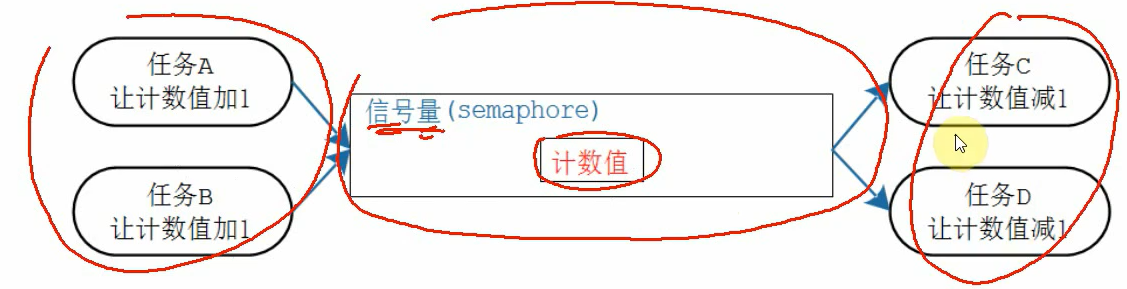 任务A
让计数值加1
任务B
让计数值加1
信号量(semaphore)
计数值
任务C
让计数值减1
任务D
让计数值减1